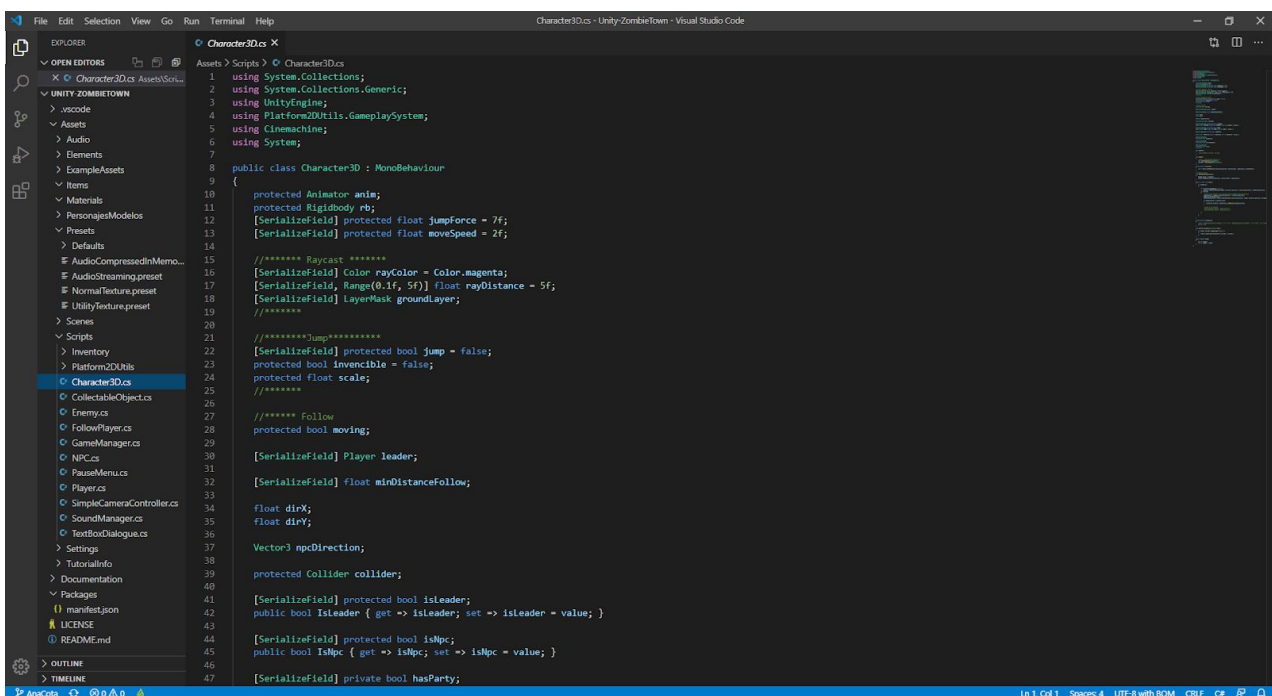 File Edit Selection View Go Run Terminal Help
Character3D.cs - Unity-ZombieTown - Visual Studio Code
EXPLORER
OPEN EDITORS
Character3D.cs Assets\Scri...
UNITY-ZOMBIETOWN
.vscode
Assets
Audio
Elements
ExampleAssets
Items
Materials
PersonajesModelos
Presets
Defaults
AudioCompressedInMemo...
AudioStreaming.preset
NormalTexture.preset
UtilityTexture.preset
Scenes
Scripts
Inventory
Platform2DUtils
Character3D.cs
CollectableObject.cs
Enemy.cs
FollowPlayer.cs
GameManager.cs
NPC.cs
PauseMenu.cs
Player.cs
SimpleCameraController.cs
SoundManager.cs
TextBoxDialogue.cs
Settings
TutorialInfo
Documentation
Packages
{} manifest.json
LICENSE
README.md
OUTLINE
TIMELINE
Character3D.cs
Assets > Scripts > Character3D.cs
1 using System.Collections;
2 using System.Collections.Generic;
3 using UnityEngine;
4 using Platform2DUtils.GameplaySystem;
5 using Cinemachine;
6 using System;
7
8 public class Character3D : MonoBehaviour
9 {
10 protected Animator anim;
11 protected Rigidbody rb;
12 [SerializeField] protected float jumpForce = 7f;
13 [SerializeField] protected float moveSpeed = 2f;
14
15 //******* Raycast *******
16 [SerializeField] Color rayColor = Color.magenta;
17 [SerializeField, Range(0.1f, 5f)] float rayDistance = 5f;
18 [SerializeField] LayerMask groundLayer;
19 //*******
20
21 //********Jump**********
22 [SerializeField] protected bool jump = false;
23 protected bool invencible = false;
24 protected float scale;
25 //*******
26
27 //****** Follow
28 protected bool moving;
29
30 [SerializeField] Player leader;
31
32 [SerializeField] float minDistanceFollow;
33
34 float dirX;
35 float dirY;
36
37 Vector3 npcDirection;
38
39 protected Collider collider;
40
41 [SerializeField] protected bool isLeader;
42 public bool IsLeader { get => isLeader; set => isLeader = value; }
43
44 [SerializeField] protected bool isNpc;
45 public bool IsNpc { get => isNpc; set => isNpc = value; }
46
47 [SerializeField] private bool hasParty;
AnaCota 0 0 Ln 1, Col 1 Spaces: 4 UTF-8 with BOM CRLF C#